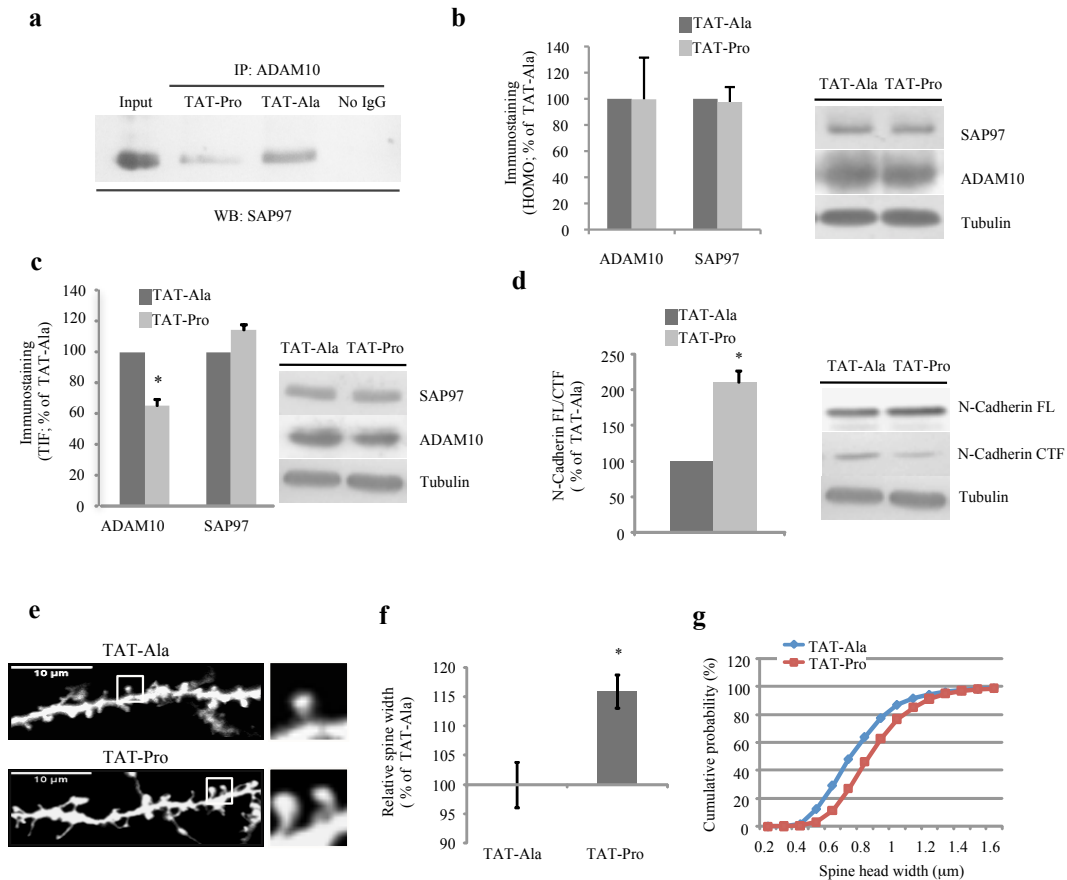 a
IP: ADAM10
Input TAT-Pro TAT-Ala No IgG
WB: SAP97
b
TAT-Ala
TAT-Pro
Immunostaining
(HOMO; % of TAT-Ala)
140
120
100
80
60
40
20
0
ADAM10 SAP97
TAT-Ala TAT-Pro
SAP97
ADAM10
Tubulin
c
TAT-Ala
TAT-Pro
Immunostaining
(TIF; % of TAT-Ala)
140
120
100
80
60
40
20
0
*
ADAM10 SAP97
TAT-Ala TAT-Pro
SAP97
ADAM10
Tubulin
d
TAT-Ala
TAT-Pro
N-Cadherin FL/CTF
( % of TAT-Ala)
250
200
150
100
50
0
*
TAT-Ala TAT-Pro
N-Cadherin FL
N-Cadherin CTF
Tubulin
e
TAT-Ala
10 µm
TAT-Pro
10 µm
f
Relative spine width
( % of TAT-Ala)
120
115
110
105
100
95
90
*
TAT-Ala TAT-Pro
g
TAT-Ala
TAT-Pro
Cumulative probability (%)
120
100
80
60
40
20
0
0.2 0.4 0.6 0.8 1 1.2 1.4 1.6
Spine head width (µm)